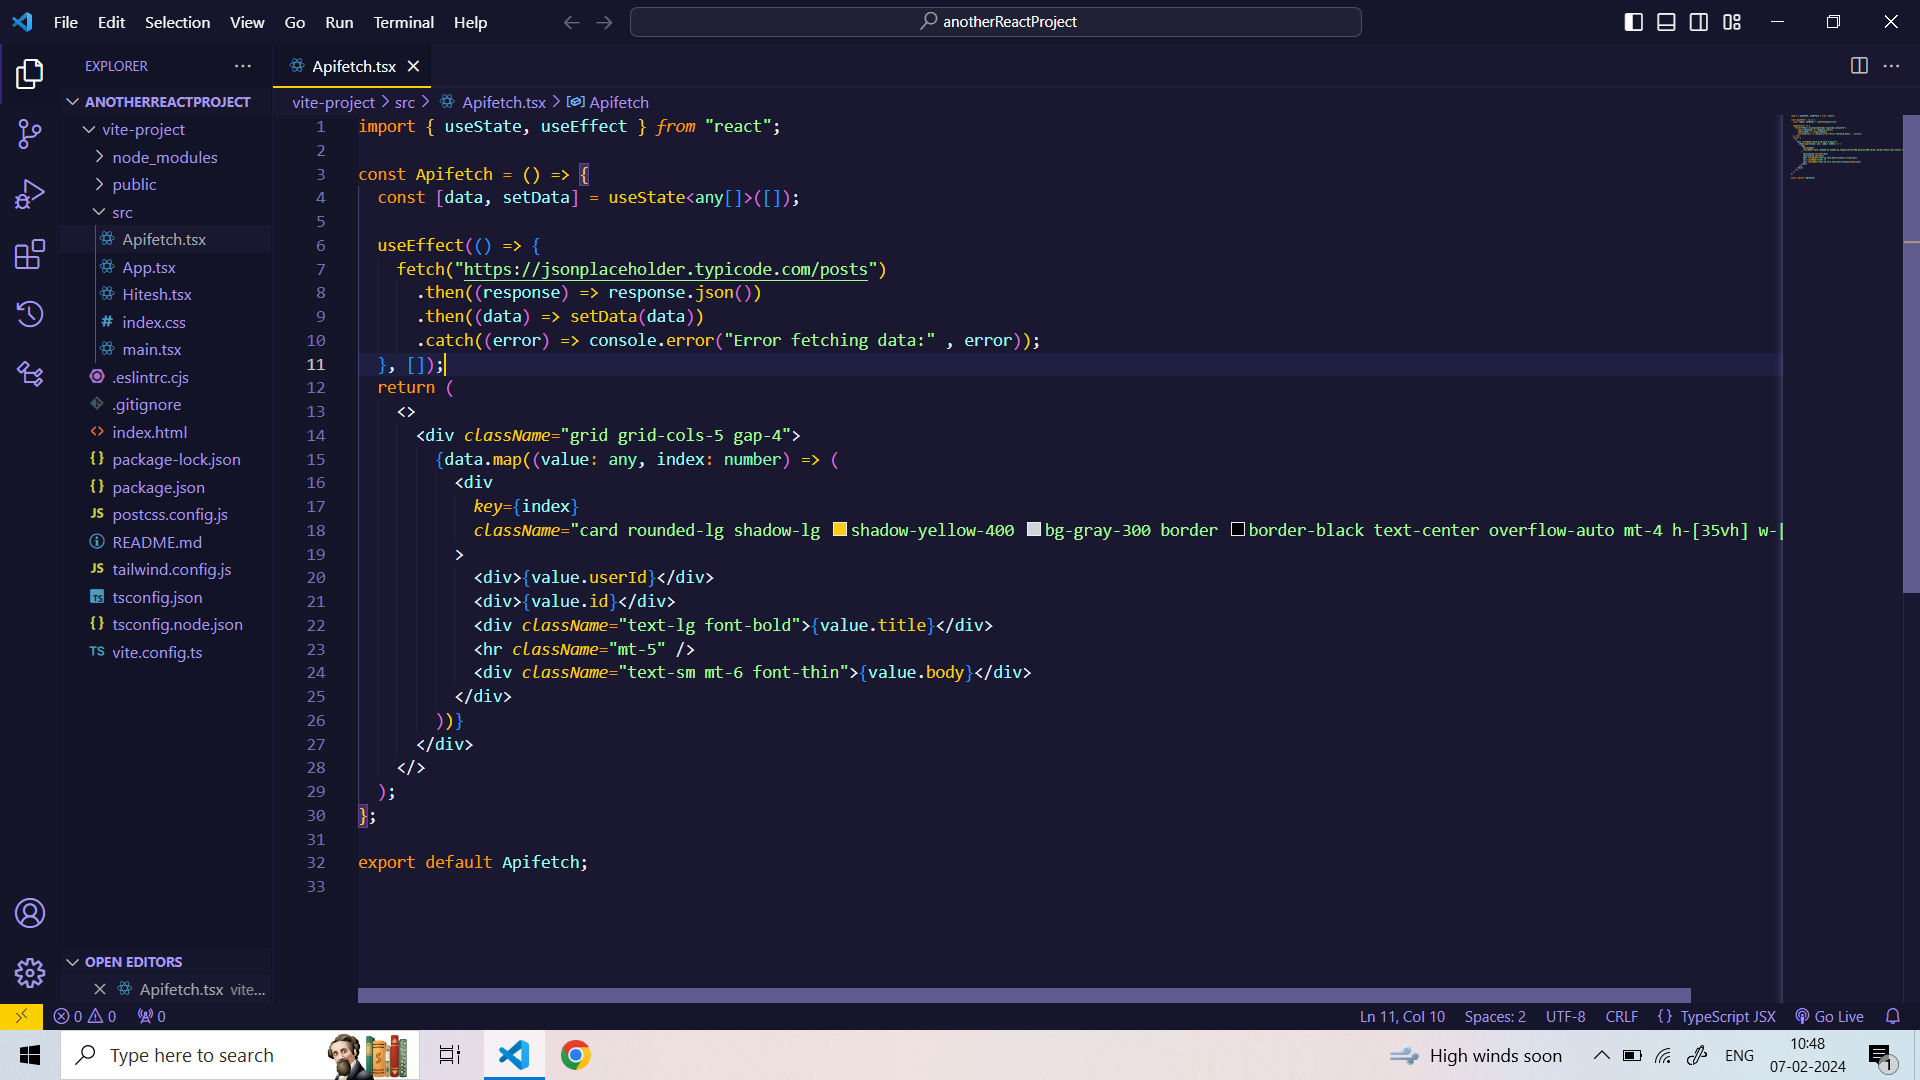 File Edit Selection View Go Run Terminal Help
anotherReactProject
EXPLORER
ANOTHERREACTPROJECT
vite-project
node_modules
public
src
Apifetch.tsx
App.tsx
Hitesh.tsx
index.css
main.tsx
.eslintrc.cjs
.gitignore
index.html
package-lock.json
package.json
postcss.config.js
README.md
tailwind.config.js
tsconfig.json
tsconfig.node.json
vite.config.ts
OPEN EDITORS
Apifetch.tsx vite...
Apifetch.tsx
vite-project > src > Apifetch.tsx > Apifetch
1 import { useState, useEffect } from "react";
2
3 const Apifetch = () => {
4 const [data, setData] = useState<any[]>([]);
5
6 useEffect(() => {
7 fetch("https://jsonplaceholder.typicode.com/posts")
8 .then((response) => response.json())
9 .then((data) => setData(data))
10 .catch((error) => console.error("Error fetching data:" , error));
11 }, []);
12 return (
13 <>
14 <div className="grid grid-cols-5 gap-4">
15 {data.map((value: any, index: number) => (
16 <div
17 key={index}
18 className="card rounded-lg shadow-lg shadow-yellow-400 bg-gray-300 border border-black text-center overflow-auto mt-4 h-[35vh] w-[
19 >
20 <div>{value.userId}</div>
21 <div>{value.id}</div>
22 <div className="text-lg font-bold">{value.title}</div>
23 <hr className="mt-5" />
24 <div className="text-sm mt-6 font-thin">{value.body}</div>
25 </div>
26 ))}
27 </div>
28 </>
29 );
30 };
31
32 export default Apifetch;
33
0 0 0
Ln 11, Col 10 Spaces: 2 UTF-8 CRLF {} TypeScript JSX Go Live
Type here to search
High winds soon
ENG
10:48
07-02-2024
1